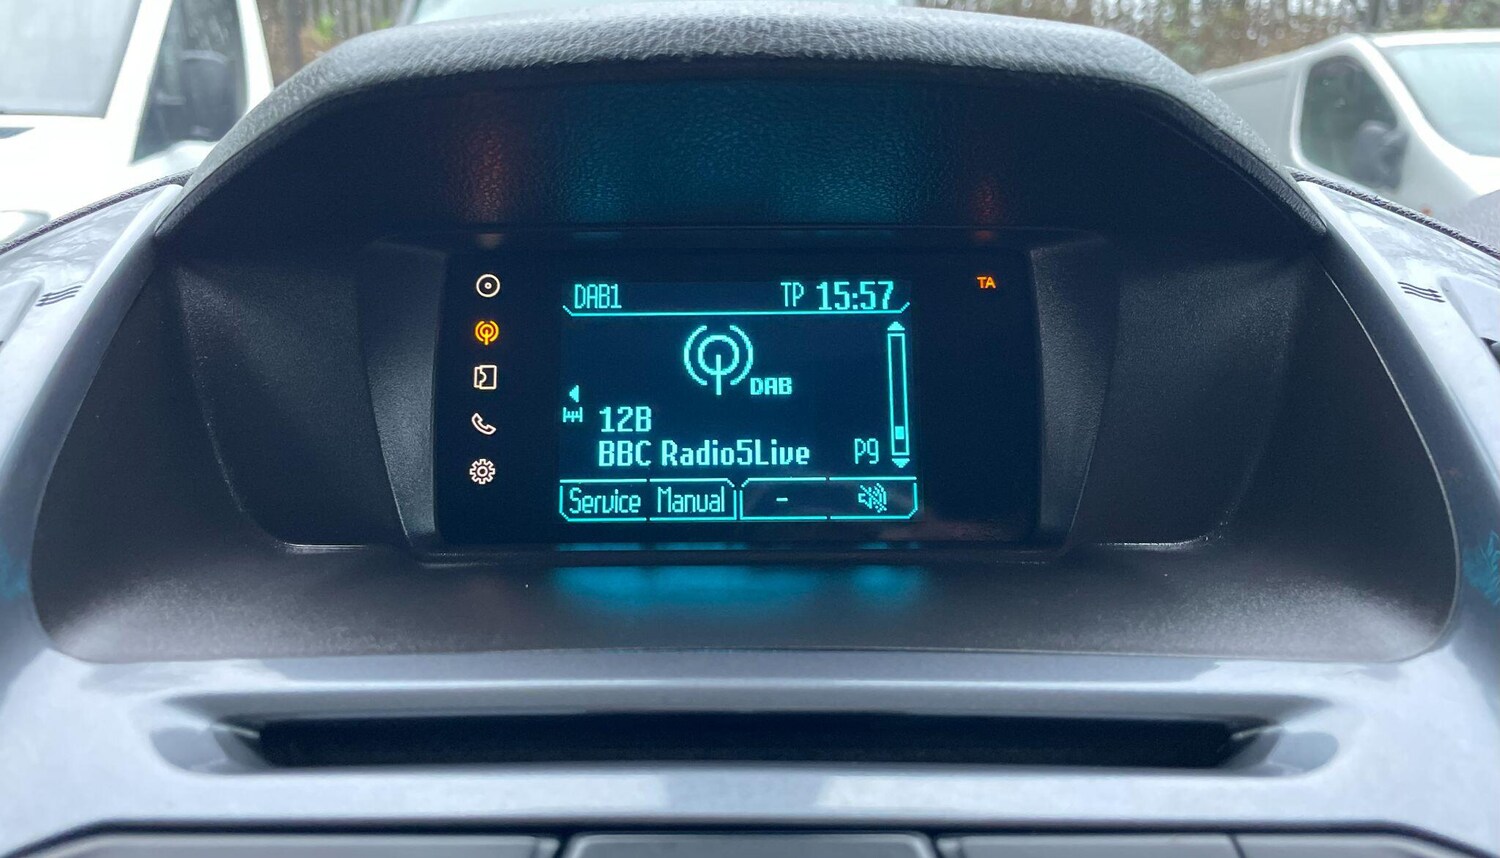 DAB1 TP 15:57
TA
DAB
12B
BBC Radio5Live P9
Service Manual -